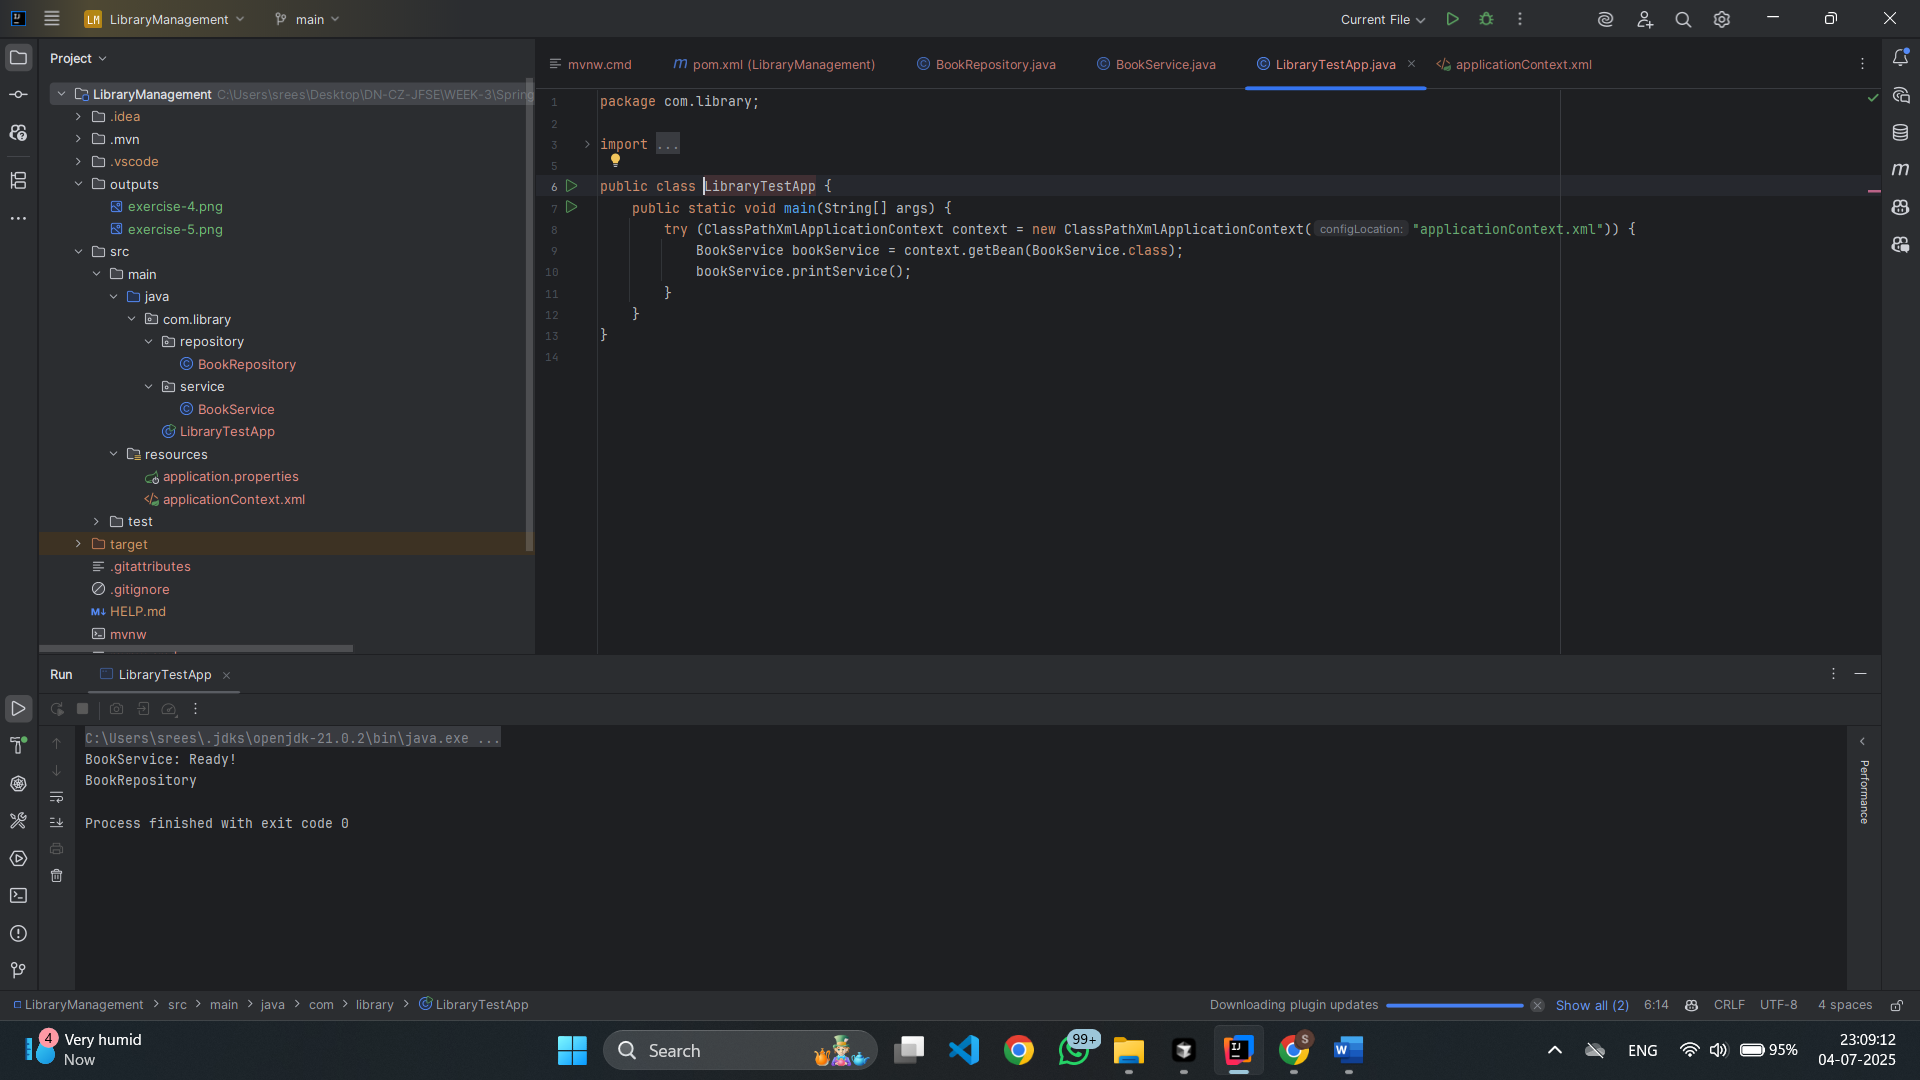 LM LibraryManagement main Current File
Project
mvnw.cmd pom.xml (LibraryManagement) BookRepository.java BookService.java LibraryTestApp.java applicationContext.xml
LibraryManagement C:\Users\srees\Desktop\DN-CZ-JFSE\WEEK-3\Spring
.idea
.mvn
.vscode
outputs
exercise-4.png
exercise-5.png
src
main
java
com.library
repository
BookRepository
service
BookService
LibraryTestApp
resources
application.properties
applicationContext.xml
test
target
.gitattributes
.gitignore
HELP.md
mvnw
1 package com.library;
2
3 import ...
5
6 public class LibraryTestApp {
7 public static void main(String[] args) {
8 try (ClassPathXmlApplicationContext context = new ClassPathXmlApplicationContext( configLocation: "applicationContext.xml")) {
9 BookService bookService = context.getBean(BookService.class);
10 bookService.printService();
11 }
12 }
13 }
14
Run LibraryTestApp
C:\Users\srees\.jdks\openjdk-21.0.2\bin\java.exe ...
BookService: Ready!
BookRepository
Process finished with exit code 0
Performance
LibraryManagement > src > main > java > com > library > LibraryTestApp
Downloading plugin updates Show all (2) 6:14 CRLF UTF-8 4 spaces
4 Very humid
Now
Search
99+
S
ENG
95%
23:09:12
04-07-2025